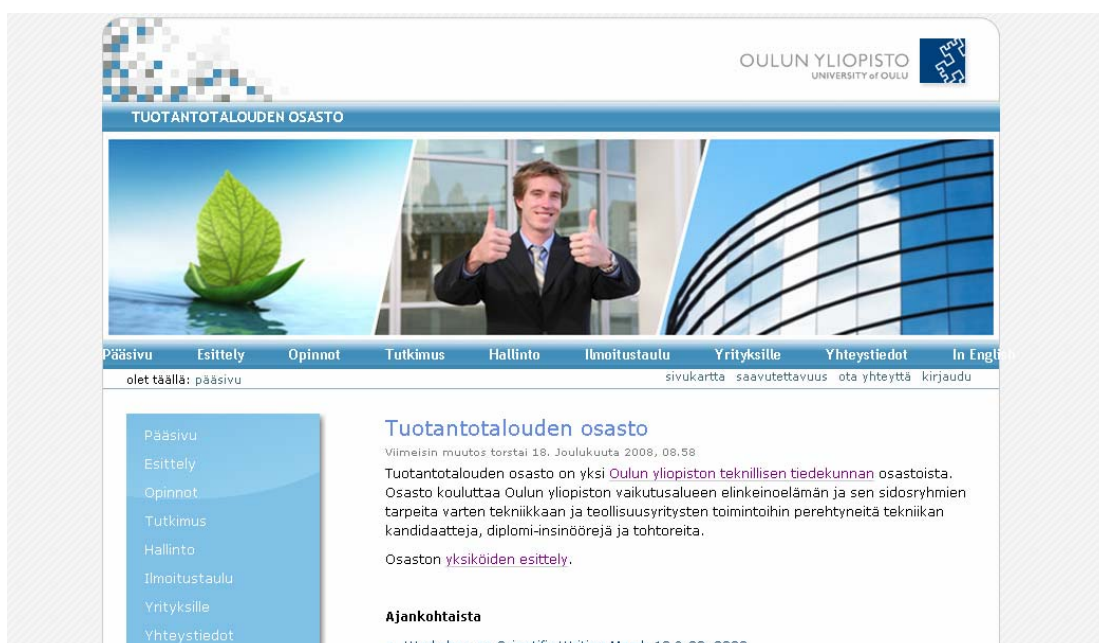 OULUN YLIOPISTO
UNIVERSITY of OULU
TUOTANTOTALOUDEN OSASTO
Pääsivu Esittely Opinnot Tutkimus Hallinto Ilmoitustaulu Yrityksille Yhteystiedot In English
olet täällä: pääsivu sivukartta saavutettavuus ota yhteyttä kirjaudu
Pääsivu
Esittely
Opinnot
Tutkimus
Hallinto
Ilmoitustaulu
Yrityksille
Yhteystiedot
Tuotantotalouden osasto
Viimeisin muutos torstai 18. Joulukuuta 2008, 08.58
Tuotantotalouden osasto on yksi Oulun yliopiston teknillisen tiedekunnan osastoista.
Osasto kouluttaa Oulun yliopiston vaikutusalueen elinkeinoelämän ja sen sidosryhmien
tarpeita varten tekniikkaan ja teollisuusyritysten toimintoihin perehtyneitä tekniikan
kandidaatteja, diplomi-insinöörejä ja tohtoreita.
Osaston yksiköiden esittely.
Ajankohtaista